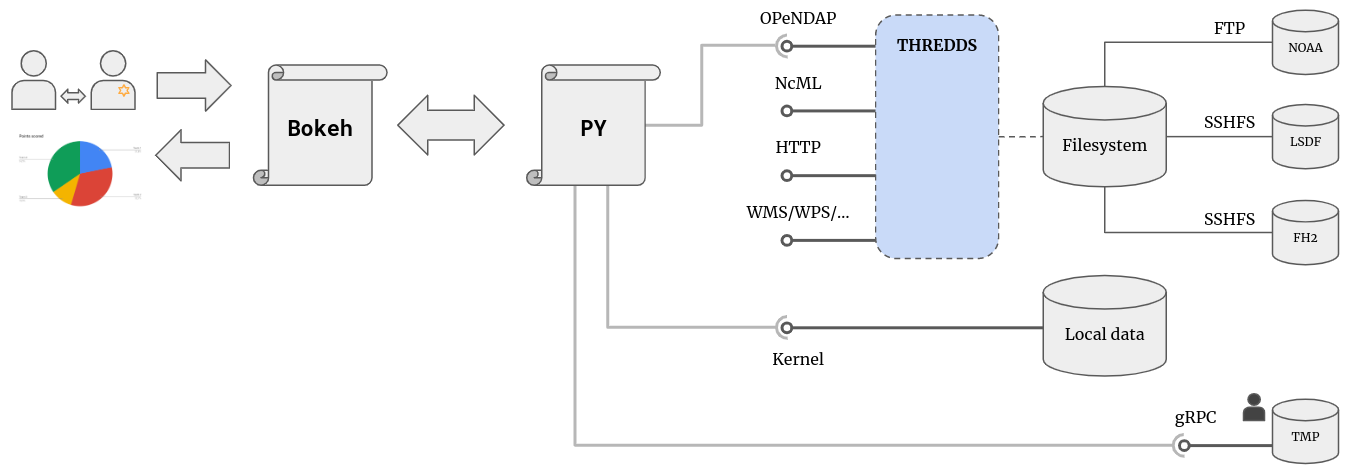 OPeNDAP
THREDDS
FTP
NOAA
NcML
SSHFS
LSDF
Points scored
Bokeh
PY
HTTP
Filesystem
WMS/WPS/...
SSHFS
FH2
Local data
Kernel
gRPC
TMP